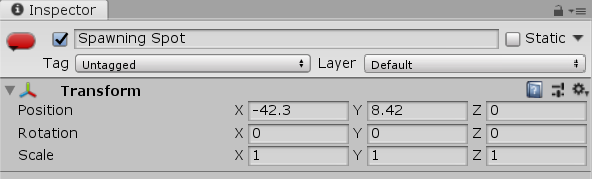 Inspector
Spawning Spot Static
Tag Untagged Layer Default
Transform
Position X -42.3 Y 8.42 Z 0
Rotation X 0 Y 0 Z 0
Scale X 1 Y 1 Z 1